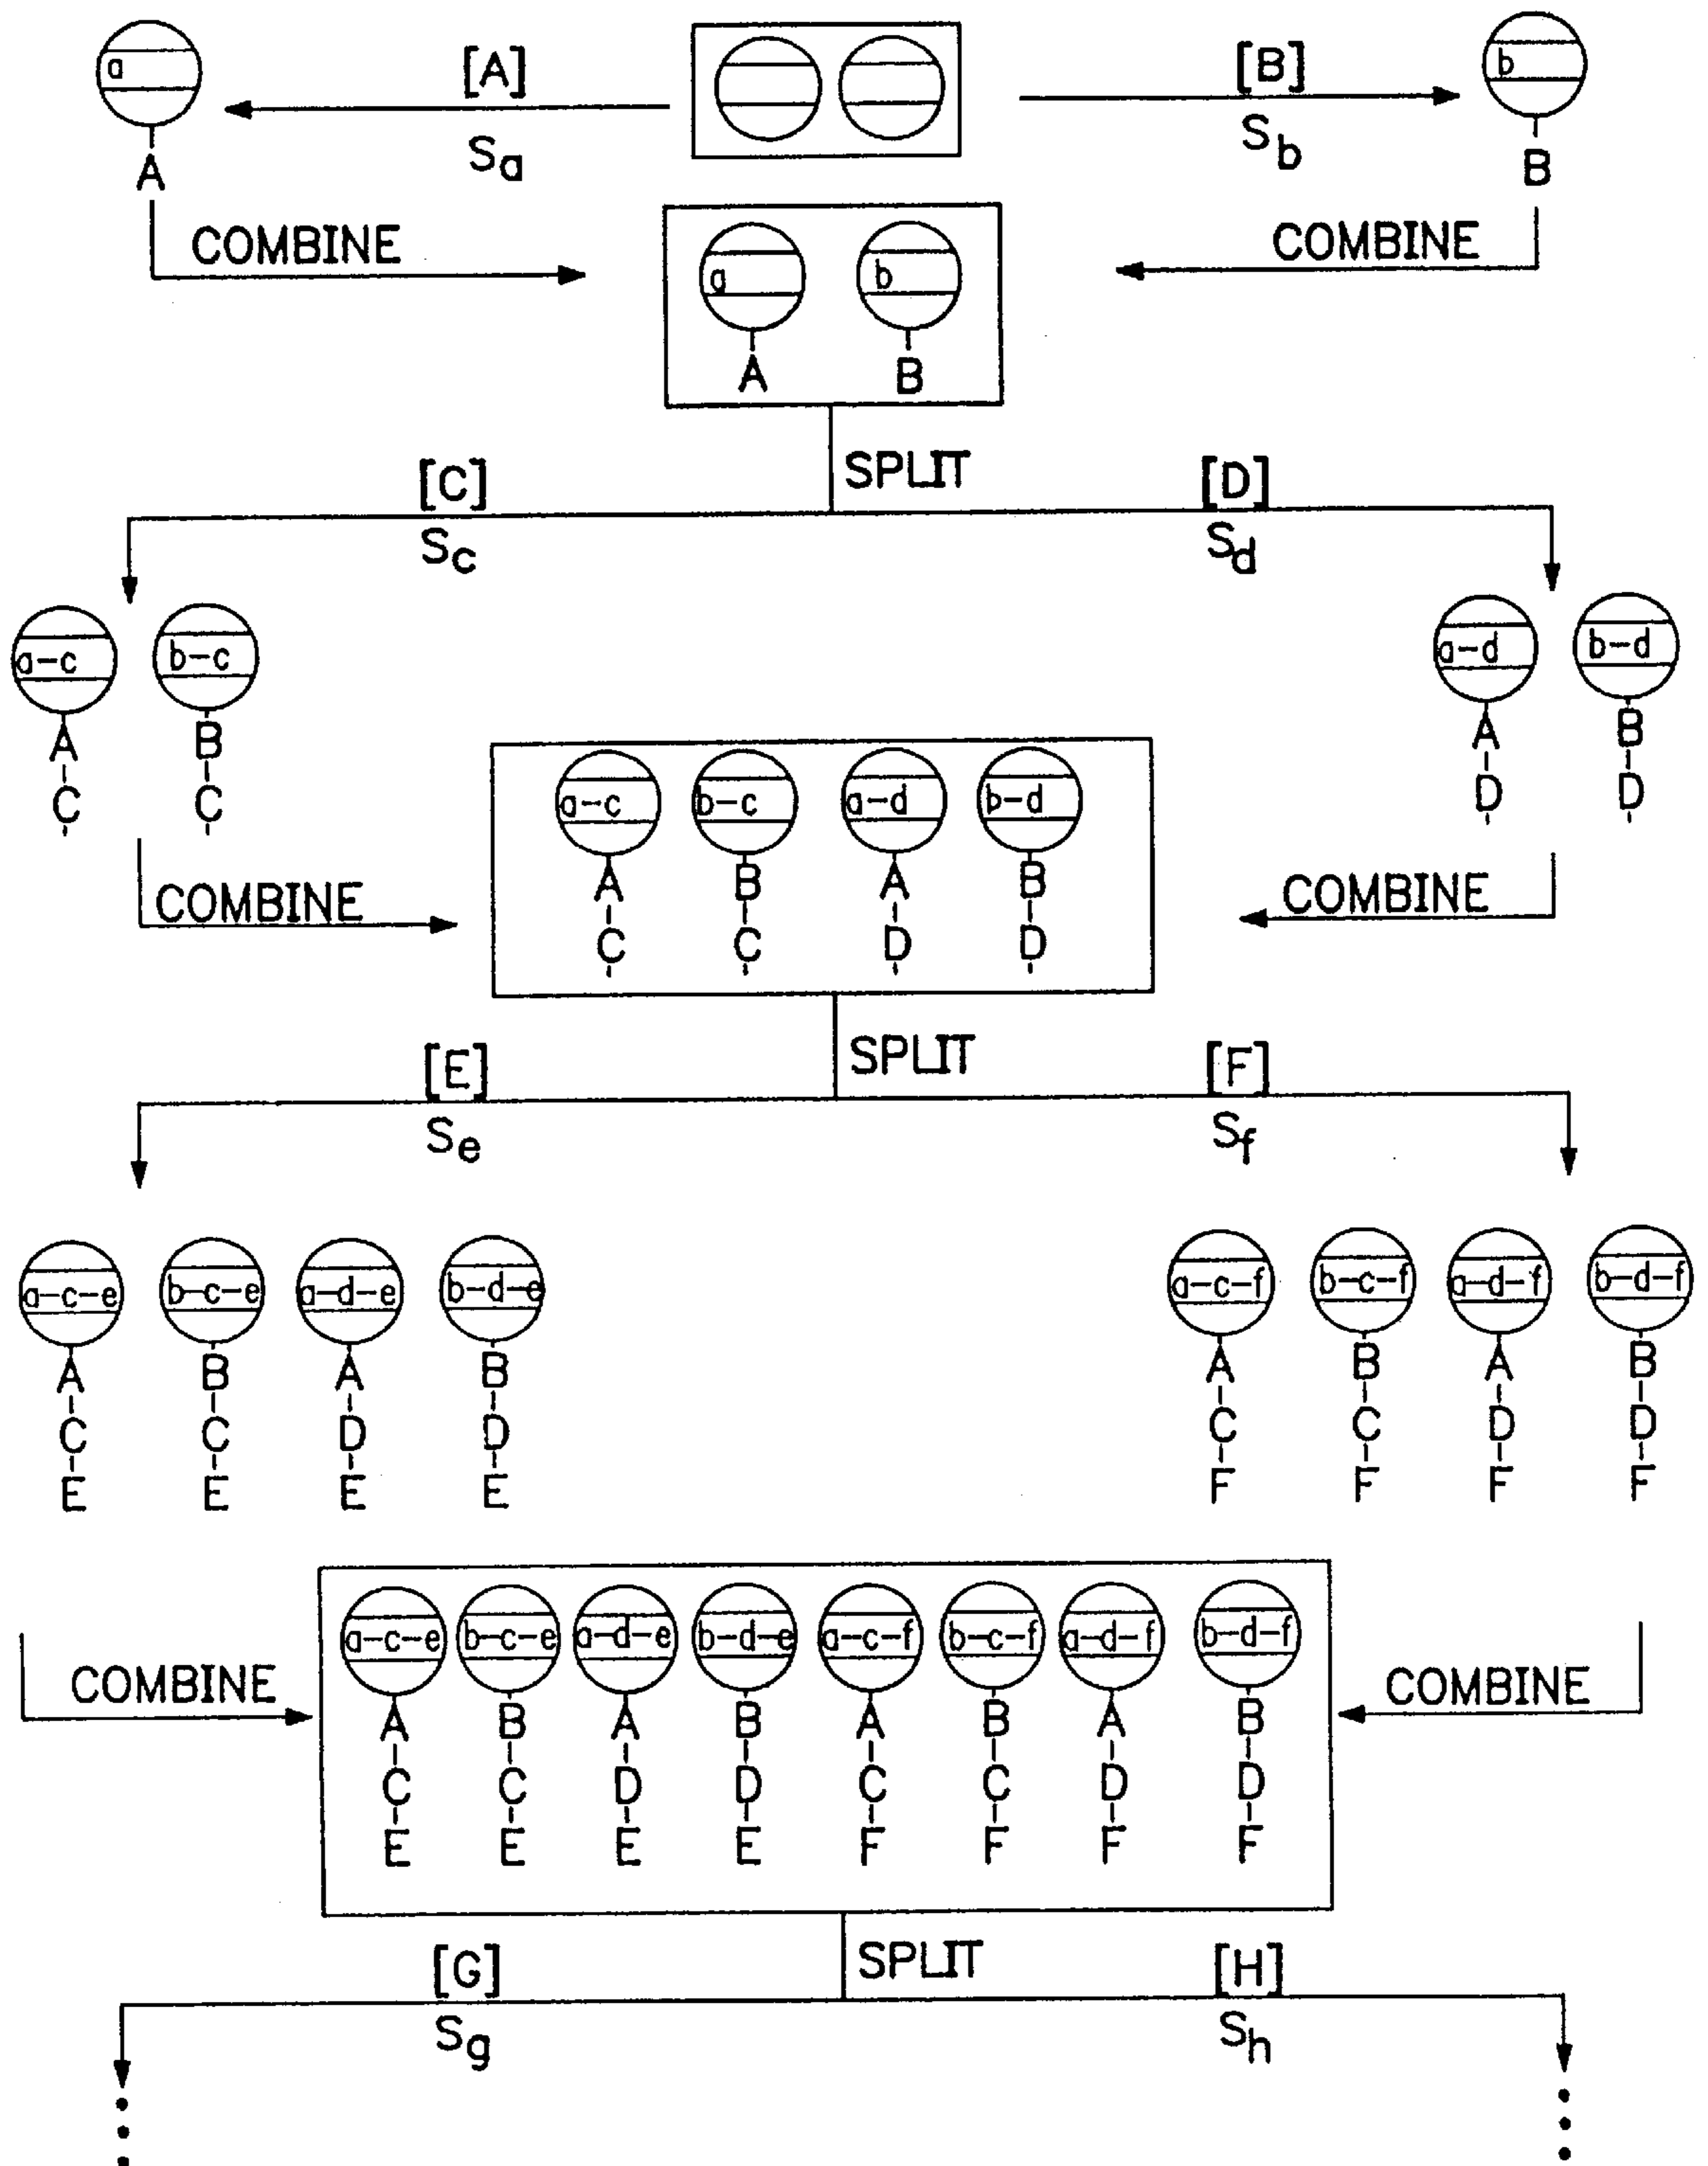 a [A] [B] b
Sa Sb
A B
COMBINE a b COMBINE
A B
SPLIT
[C] [D]
Sc Sd
a-c b-c a-d b-d
A B A B
C C D D
a-c b-c a-d b-d
A B A B
COMBINE COMBINE
C C D D
SPLIT
[E] [F]
Se Sf
a-c-e b-c-e a-d-e b-d-e a-c-f b-c-f a-d-f b-d-f
A B A B A B A B
C C D D C C D D
E E E E F F F F
a-c-e b-c-e a-d-e b-d-e a-c-f b-c-f a-d-f b-d-f
COMBINE COMBINE
A B A B A B A B
C C D D C C D D
E E E E F F F F
SPLIT
[G] [H]
Sg Sh